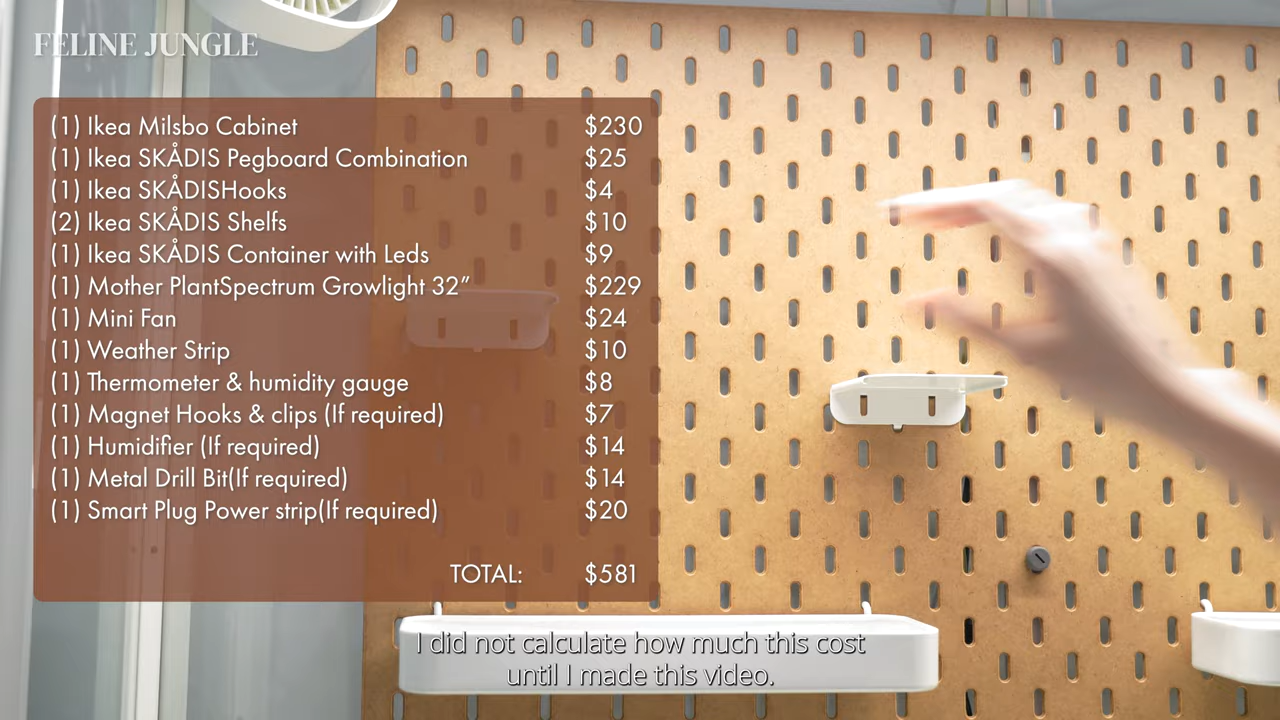 FELINE JUNGLE
(1) Ikea Milsbo Cabinet $230
(1) Ikea SKÅDIS Pegboard Combination $25
(1) Ikea SKÅDISHooks $4
(2) Ikea SKÅDIS Shelfs $10
(1) Ikea SKÅDIS Container with Leds $9
(1) Mother PlantSpectrum Growlight 32” $229
(1) Mini Fan $24
(1) Weather Strip $10
(1) Thermometer & humidity gauge $8
(1) Magnet Hooks & clips (If required) $7
(1) Humidifier (If required) $14
(1) Metal Drill Bit(If required) $14
(1) Smart Plug Power strip(If required) $20
TOTAL: $581
I did not calculate how much this cost
until I made this video.